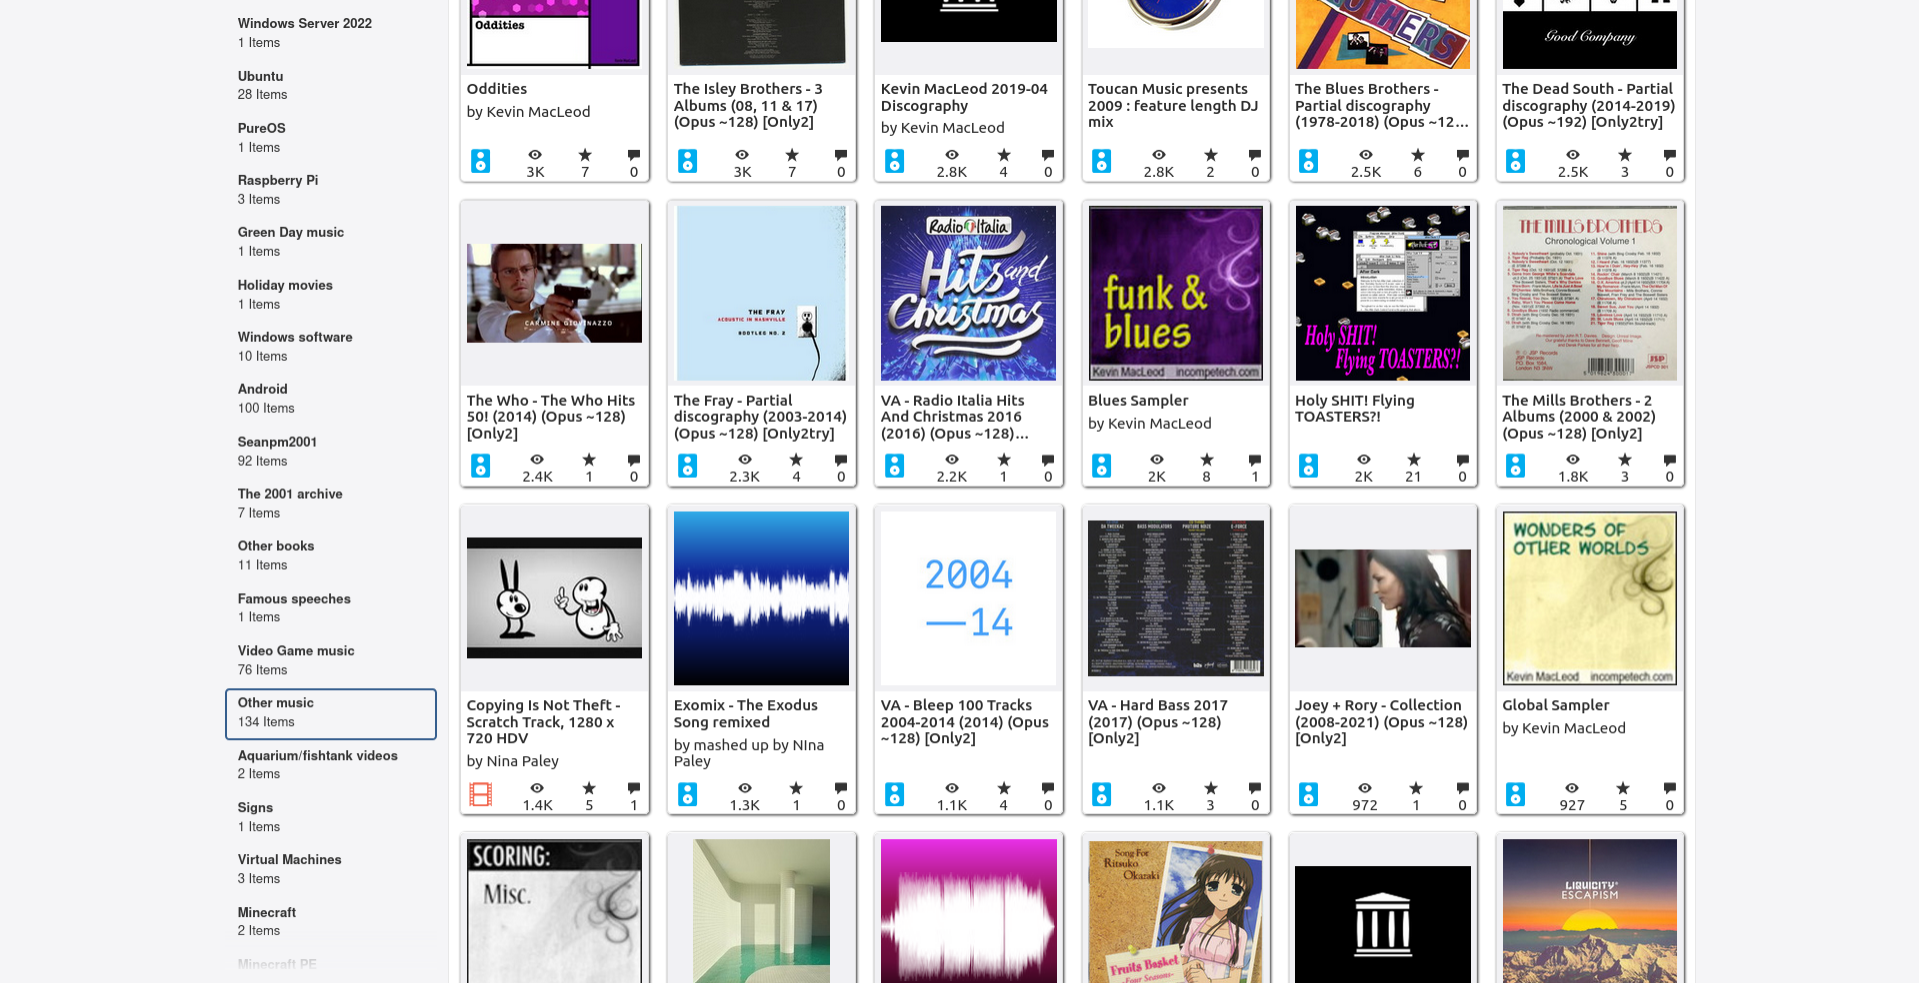 Windows Server 2022
1 Items
Ubuntu
28 Items
PureOS
1 Items
Raspberry Pi
3 Items
Green Day music
1 Items
Holiday movies
1 Items
Windows software
10 Items
Android
100 Items
Seanpm2001
92 Items
The 2001 archive
7 Items
Other books
11 Items
Famous speeches
1 Items
Video Game music
76 Items
Other music
134 Items
Aquarium/fishtank videos
2 Items
Signs
1 Items
Virtual Machines
3 Items
Minecraft
2 Items
Minecraft PE
Oddities
Oddities
by Kevin MacLeod
3K
7
0
The Isley Brothers - 3
Albums (08, 11 & 17)
(Opus ~128) [Only2]
3K
7
0
Kevin MacLeod 2019-04
Discography
by Kevin MacLeod
2.8K
4
0
Toucan Music presents
2009 : feature length DJ
mix
2.8K
2
0
BROTHERS
The Blues Brothers -
Partial discography
(1978-2018) (Opus ~12...
2.5K
6
0
Good Company
The Dead South - Partial
discography (2014-2019)
(Opus ~192) [Only2try]
2.5K
3
0
CARMINE GIOVINAZZO
The Who - The Who Hits
50! (2014) (Opus ~128)
[Only2]
2.4K
1
0
THE FRAY
ACOUSTIC IN NASHVILLE
BOOTLEG NO. 2
The Fray - Partial
discography (2003-2014)
(Opus ~128) [Only2try]
2.3K
4
0
Radio Italia
Hits and
Christmas
VA - Radio Italia Hits
And Christmas 2016
(2016) (Opus ~128)...
2.2K
1
0
funk &
blues
Kevin MacLeod incompetech.com
Blues Sampler
by Kevin MacLeod
2K
8
1
After Dark
Holy SHIT!
Flying TOASTERS?!
Holy SHIT! Flying
TOASTERS?!
2K
21
0
THE MILLS BROTHERS
Chronological Volume 1
JSP
The Mills Brothers - 2
Albums (2000 & 2002)
(Opus ~128) [Only2]
1.8K
3
0
Copying Is Not Theft -
Scratch Track, 1280 x
720 HDV
by Nina Paley
1.4K
5
1
Exomix - The Exodus
Song remixed
by mashed up by NIna
Paley
1.3K
1
0
2004
—14
VA - Bleep 100 Tracks
2004-2014 (2014) (Opus
~128) [Only2]
1.1K
4
0
VA - Hard Bass 2017
(2017) (Opus ~128)
[Only2]
1.1K
3
0
Joey + Rory - Collection
(2008-2021) (Opus ~128)
[Only2]
972
1
0
WONDERS OF
OTHER WORLDS
Kevin MacLeod incompetech.com
Global Sampler
by Kevin MacLeod
927
5
0
SCORING:
Misc.
Song For
Ritsuko
Okazaki
Fruits Basket
-Four Seasons-
LIQUICITY
ESCAPISM